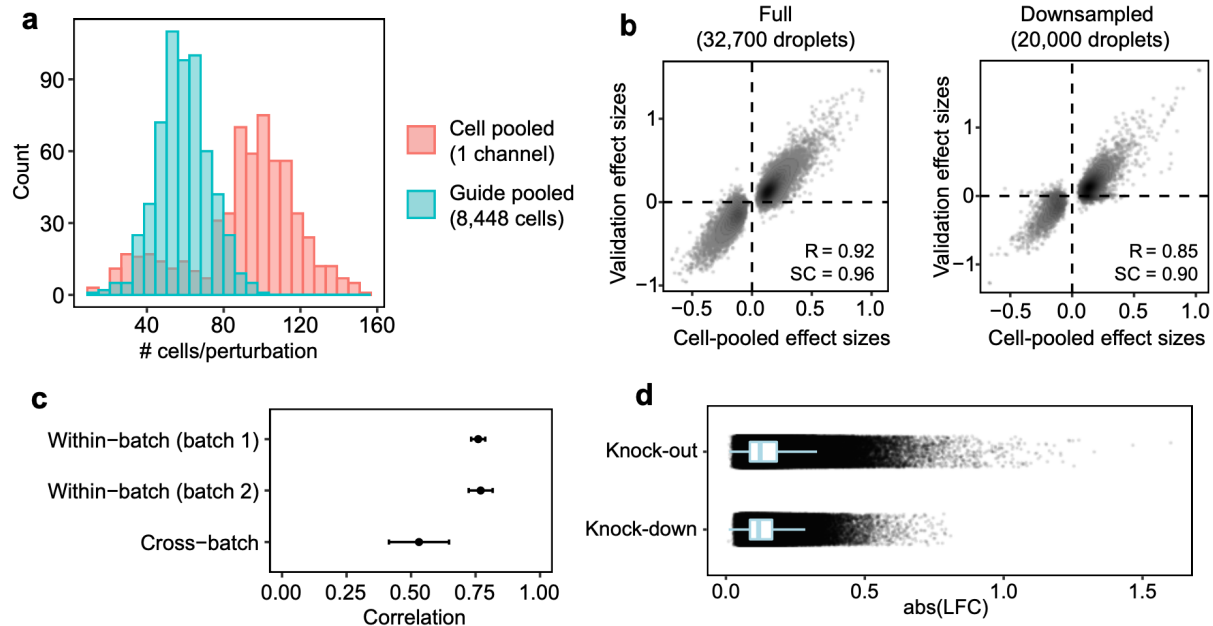 a
90
60
30
0
Count
40
80
120
160
# cells/perturbation
Cell pooled
(1 channel)
Guide pooled
(8,448 cells)
b
Full
(32,700 droplets)
Validation effect sizes
1
0
−1
R = 0.92
SC = 0.96
−0.5
0.0
0.5
1.0
Cell-pooled effect sizes
Downsampled
(20,000 droplets)
Validation effect sizes
1
0
−1
R = 0.85
SC = 0.90
−0.5
0.0
0.5
1.0
Cell-pooled effect sizes
c
Within−batch (batch 1)
Within−batch (batch 2)
Cross−batch
0.00
0.25
0.50
0.75
1.00
Correlation
d
Knock-out
Knock-down
0.0
0.5
1.0
1.5
abs(LFC)